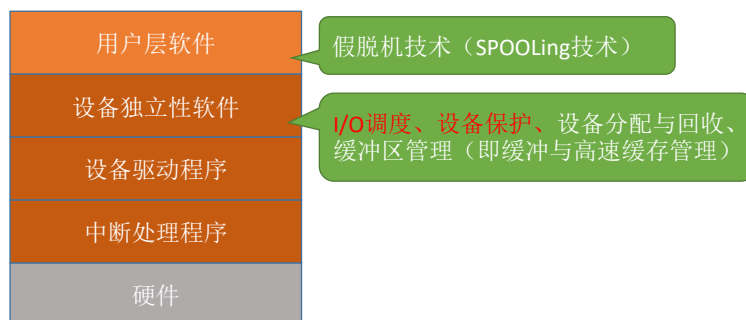 用户层软件
假脱机技术（SPOOLing技术）
设备独立性软件
I/O调度、设备保护、设备分配与回收、
缓冲区管理（即缓冲与高速缓存管理）
设备驱动程序
中断处理程序
硬件